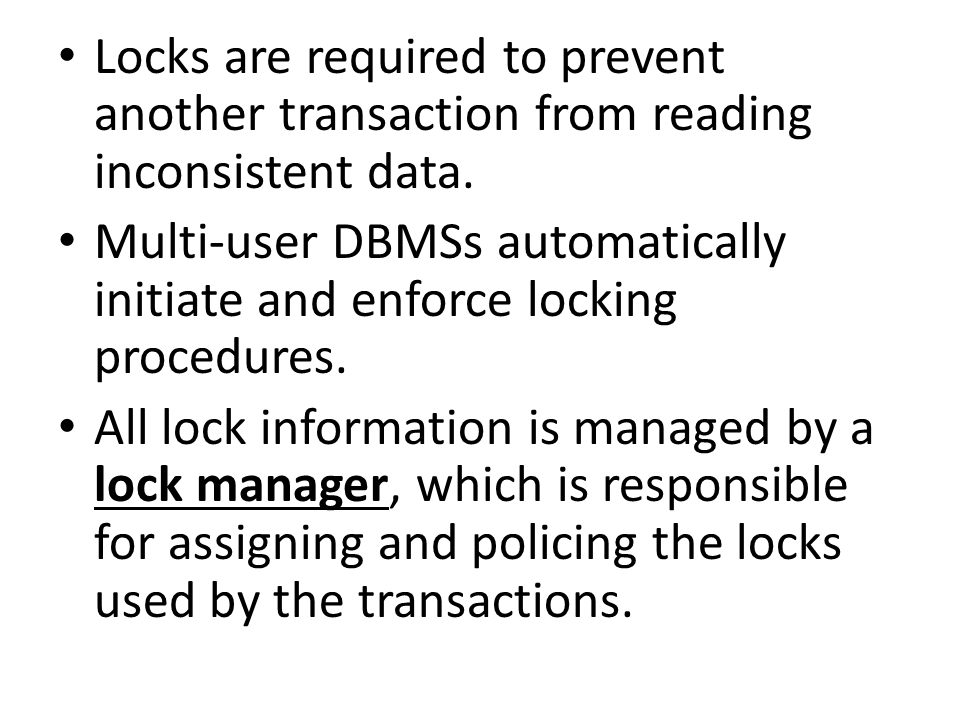 • Locks are required to prevent
another transaction from reading
inconsistent data.
• Multi-user DBMSs automatically
initiate and enforce locking
procedures.
• All lock information is managed by a
lock manager, which is responsible
for assigning and policing the locks
used by the transactions.